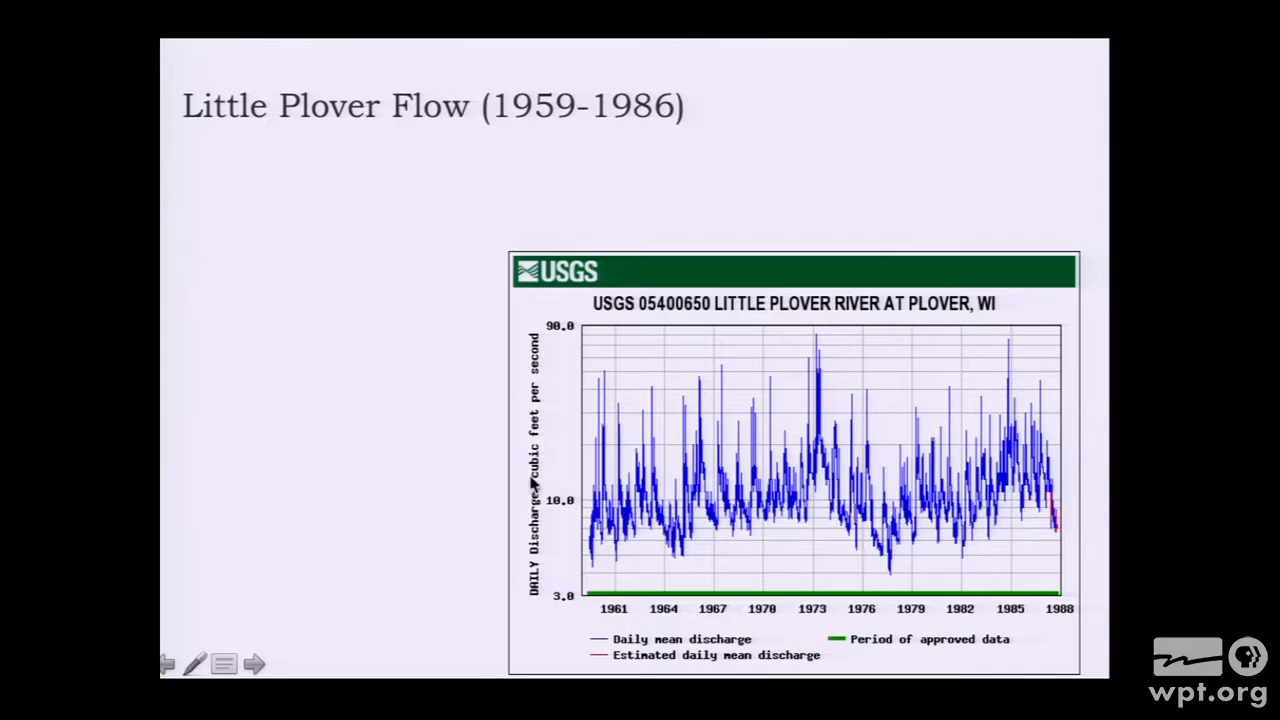 Little Plover Flow (1959-1986)
USGS
USGS 05400650 LITTLE PLOVER RIVER AT PLOVER, WI
90.0
10.0
3.0
DAILY Discharge, cubic feet per second
1961 1964 1967 1970 1973 1976 1979 1982 1985 1988
Daily mean discharge
Period of approved data
Estimated daily mean discharge
wpt.org